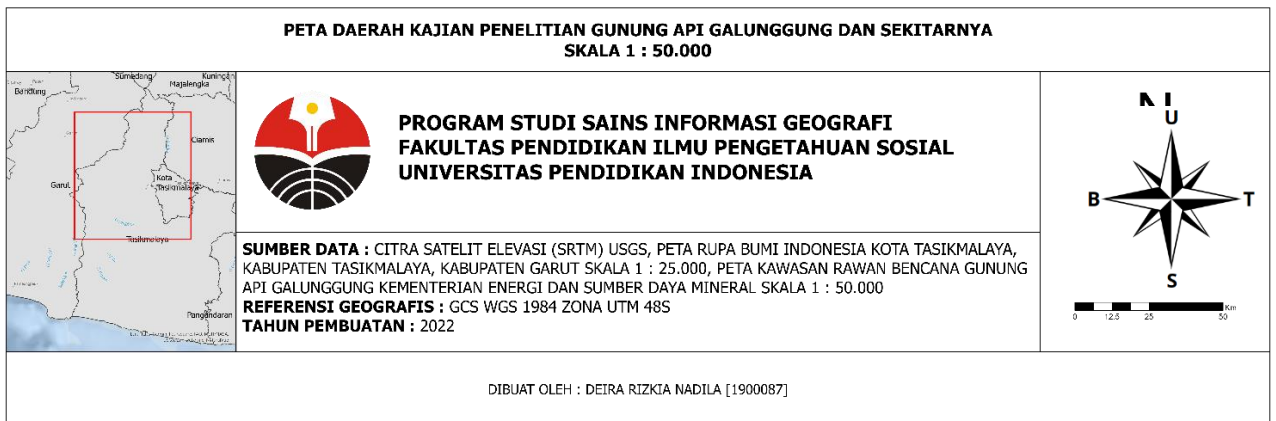 PETA DAERAH KAJIAN PENELITIAN GUNUNG API GALUNGGUNG DAN SEKITARNYA
SKALA 1 : 50.000
Sumedang
Kuningan
Majalengka
Bandung
Ciamis
Garut
Kota
Tasikmalaya
Tasikmalaya
Pangandaran
PROGRAM STUDI SAINS INFORMASI GEOGRAFI
FAKULTAS PENDIDIKAN ILMU PENGETAHUAN SOSIAL
UNIVERSITAS PENDIDIKAN INDONESIA
SUMBER DATA : CITRA SATELIT ELEVASI (SRTM) USGS, PETA RUPA BUMI INDONESIA KOTA TASIKMALAYA,
KABUPATEN TASIKMALAYA, KABUPATEN GARUT SKALA 1 : 25.000, PETA KAWASAN RAWAN BENCANA GUNUNG
API GALUNGGUNG KEMENTERIAN ENERGI DAN SUMBER DAYA MINERAL SKALA 1 : 50.000
REFERENSI GEOGRAFIS : GCS WGS 1984 ZONA UTM 48S
TAHUN PEMBUATAN : 2022
U
B
T
S
Km
0 12.5 25 50
DIBUAT OLEH : DEIRA RIZKIA NADILA [1900087]